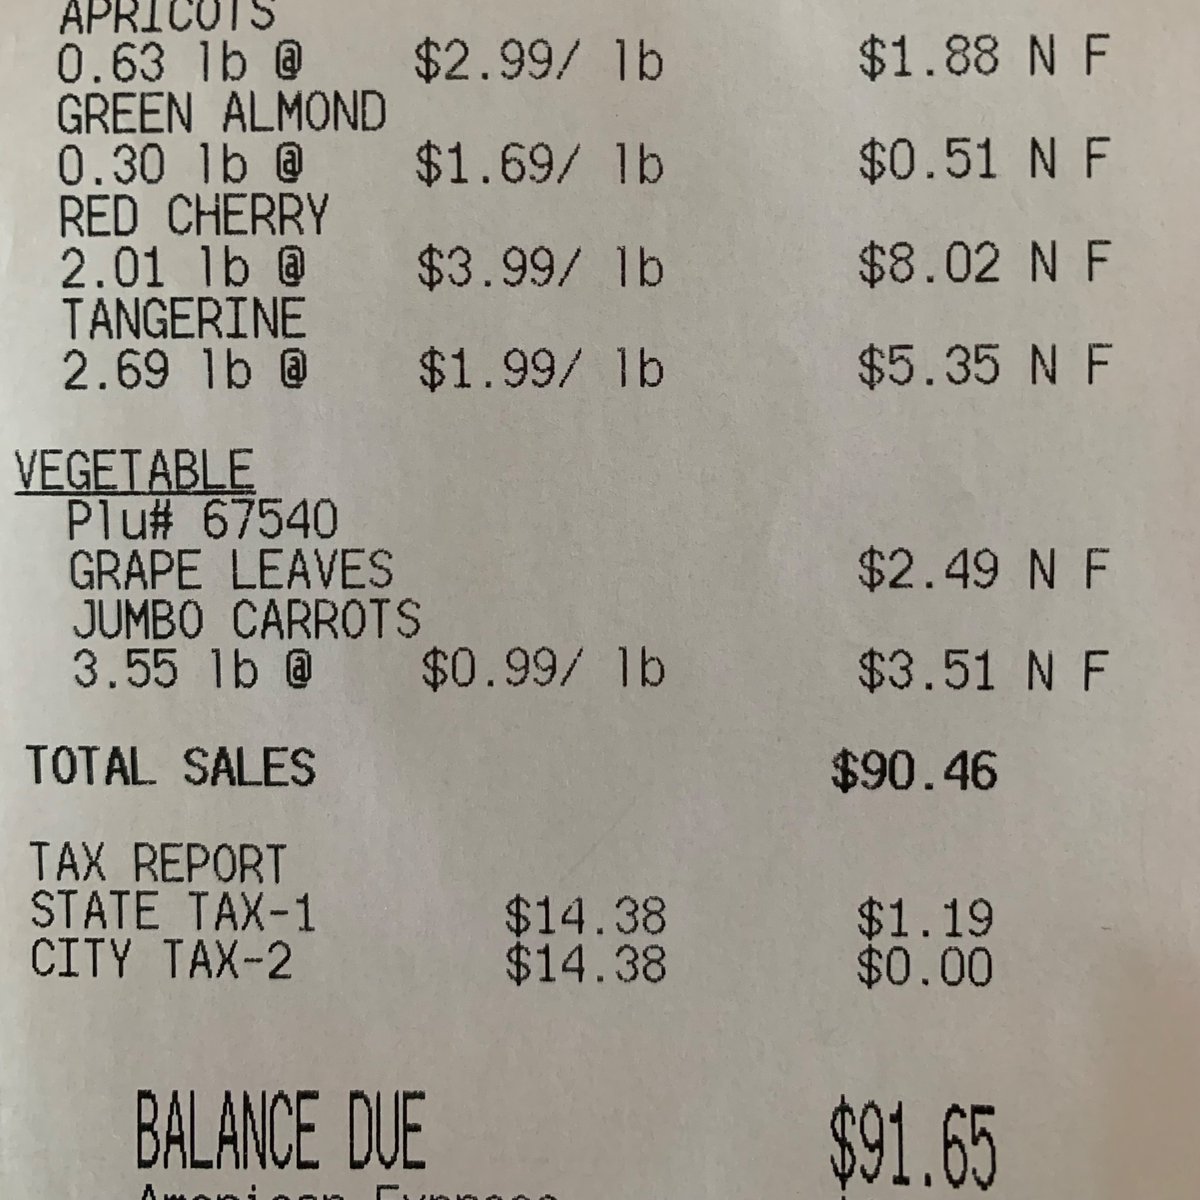 APRICOTS
0.63 lb @ $2.99/ lb $1.88 N F
GREEN ALMOND
0.30 lb @ $1.69/ lb $0.51 N F
RED CHERRY
2.01 lb @ $3.99/ lb $8.02 N F
TANGERINE
2.69 lb @ $1.99/ lb $5.35 N F
VEGETABLE
Plu# 67540
GRAPE LEAVES $2.49 N F
JUMBO CARROTS
3.55 lb @ $0.99/ lb $3.51 N F
TOTAL SALES $90.46
TAX REPORT
STATE TAX-1 $14.38 $1.19
CITY TAX-2 $14.38 $0.00
BALANCE DUE $91.65
American Express